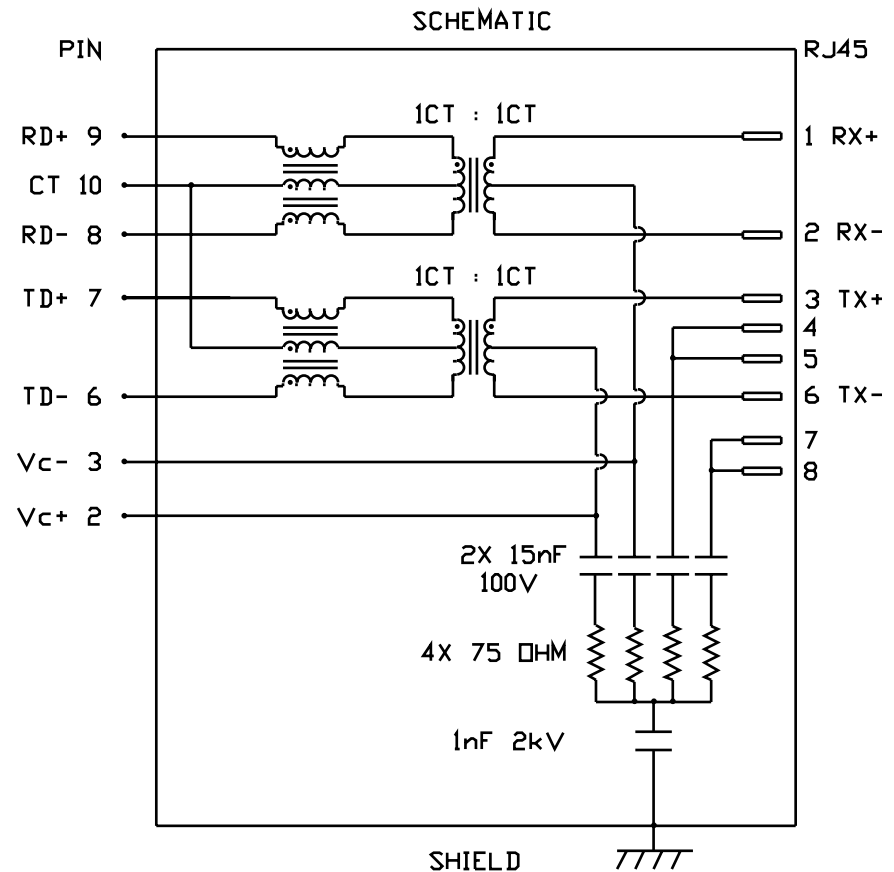 SCHEMATIC
PIN
RJ45
1CT : 1CT
RD+ 9
1 RX+
CT 10
RD- 8
2 RX-
1CT : 1CT
TD+ 7
3 TX+
4
5
TD- 6
6 TX-
7
Vc- 3
8
Vc+ 2
2X 15nF
100V
4X 75 OHM
1nF 2kV
SHIELD